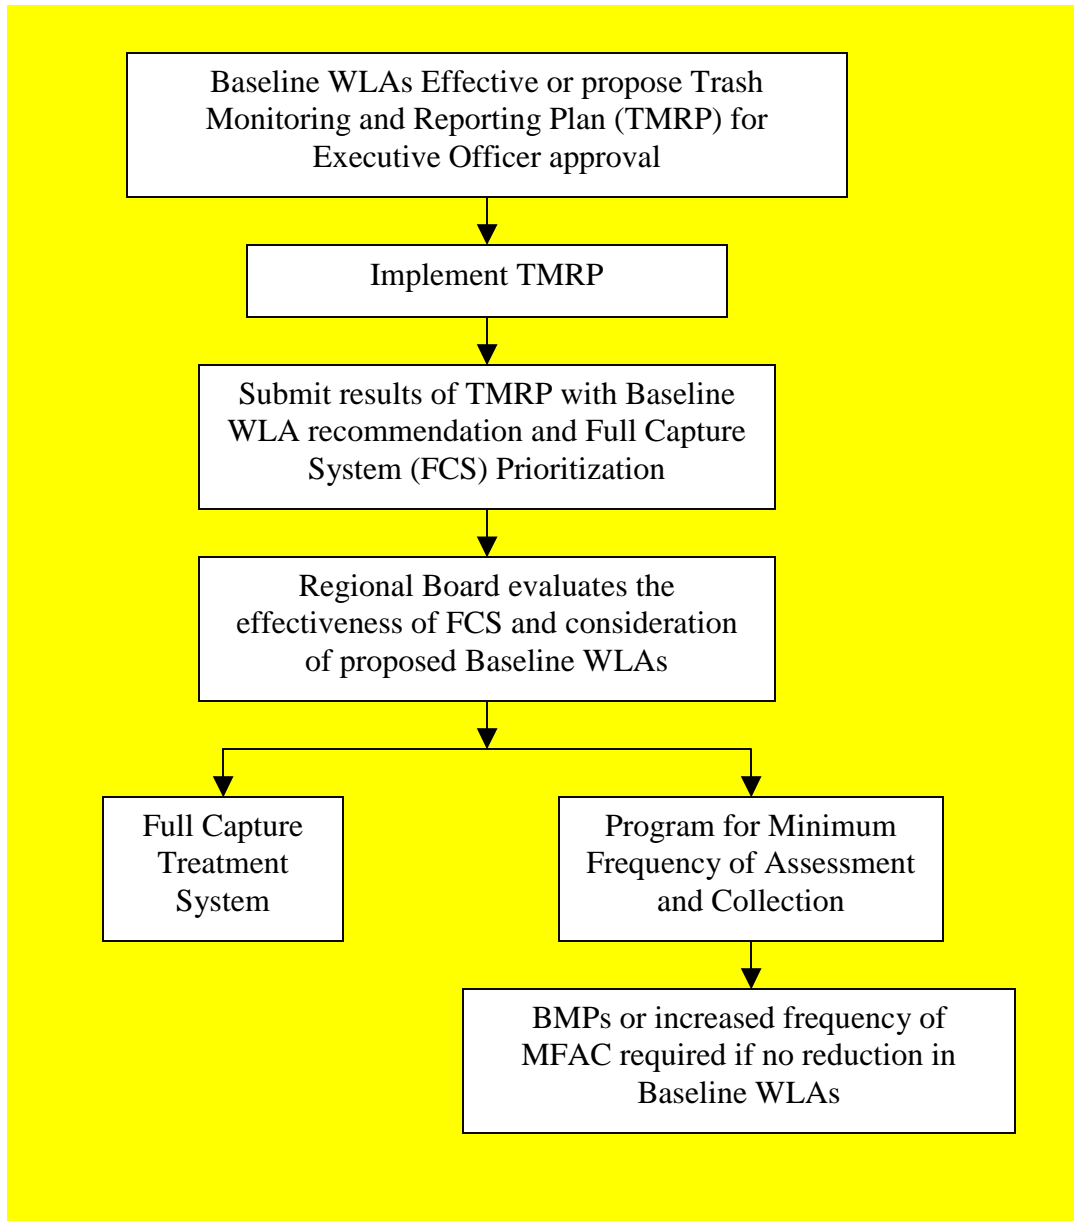 Baseline WLAs Effective or propose Trash
Monitoring and Reporting Plan (TMRP) for
Executive Officer approval
Implement TMRP
Submit results of TMRP with Baseline
WLA recommendation and Full Capture
System (FCS) Prioritization
Regional Board evaluates the
effectiveness of FCS and consideration
of proposed Baseline WLAs
Full Capture
Treatment
System
Program for Minimum
Frequency of Assessment
and Collection
BMPs or increased frequency of
MFAC required if no reduction in
Baseline WLAs